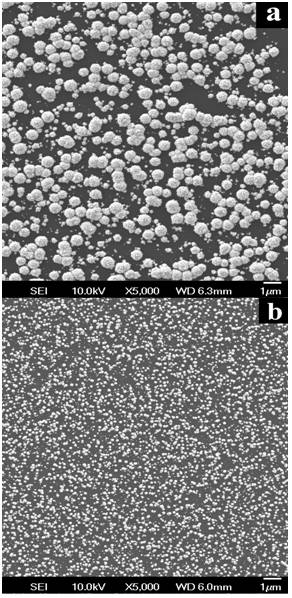 a
SEI 10.0kV X5,000 WD 6.3mm 1µm
b
SEI 10.0kV X5,000 WD 6.0mm 1µm